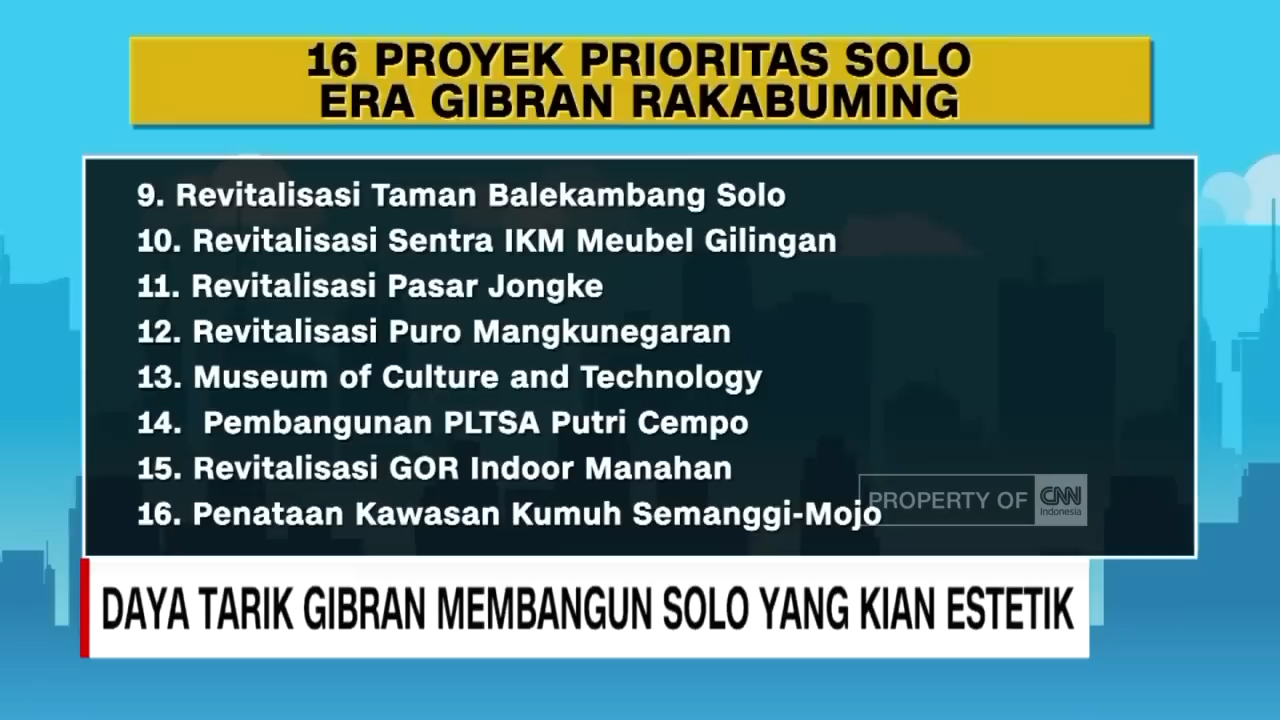 16 PROYEK PRIORITAS SOLO
ERA GIBRAN RAKABUMING
9. Revitalisasi Taman Balekambang Solo
10. Revitalisasi Sentra IKM Meubel Gilingan
11. Revitalisasi Pasar Jongke
12. Revitalisasi Puro Mangkunegaran
13. Museum of Culture and Technology
14. Pembangunan PLTSA Putri Cempo
15. Revitalisasi GOR Indoor Manahan
16. Penataan Kawasan Kumuh Semanggi-Mojo
PROPERTY OF CNN Indonesia
DAYA TARIK GIBRAN MEMBANGUN SOLO YANG KIAN ESTETIK